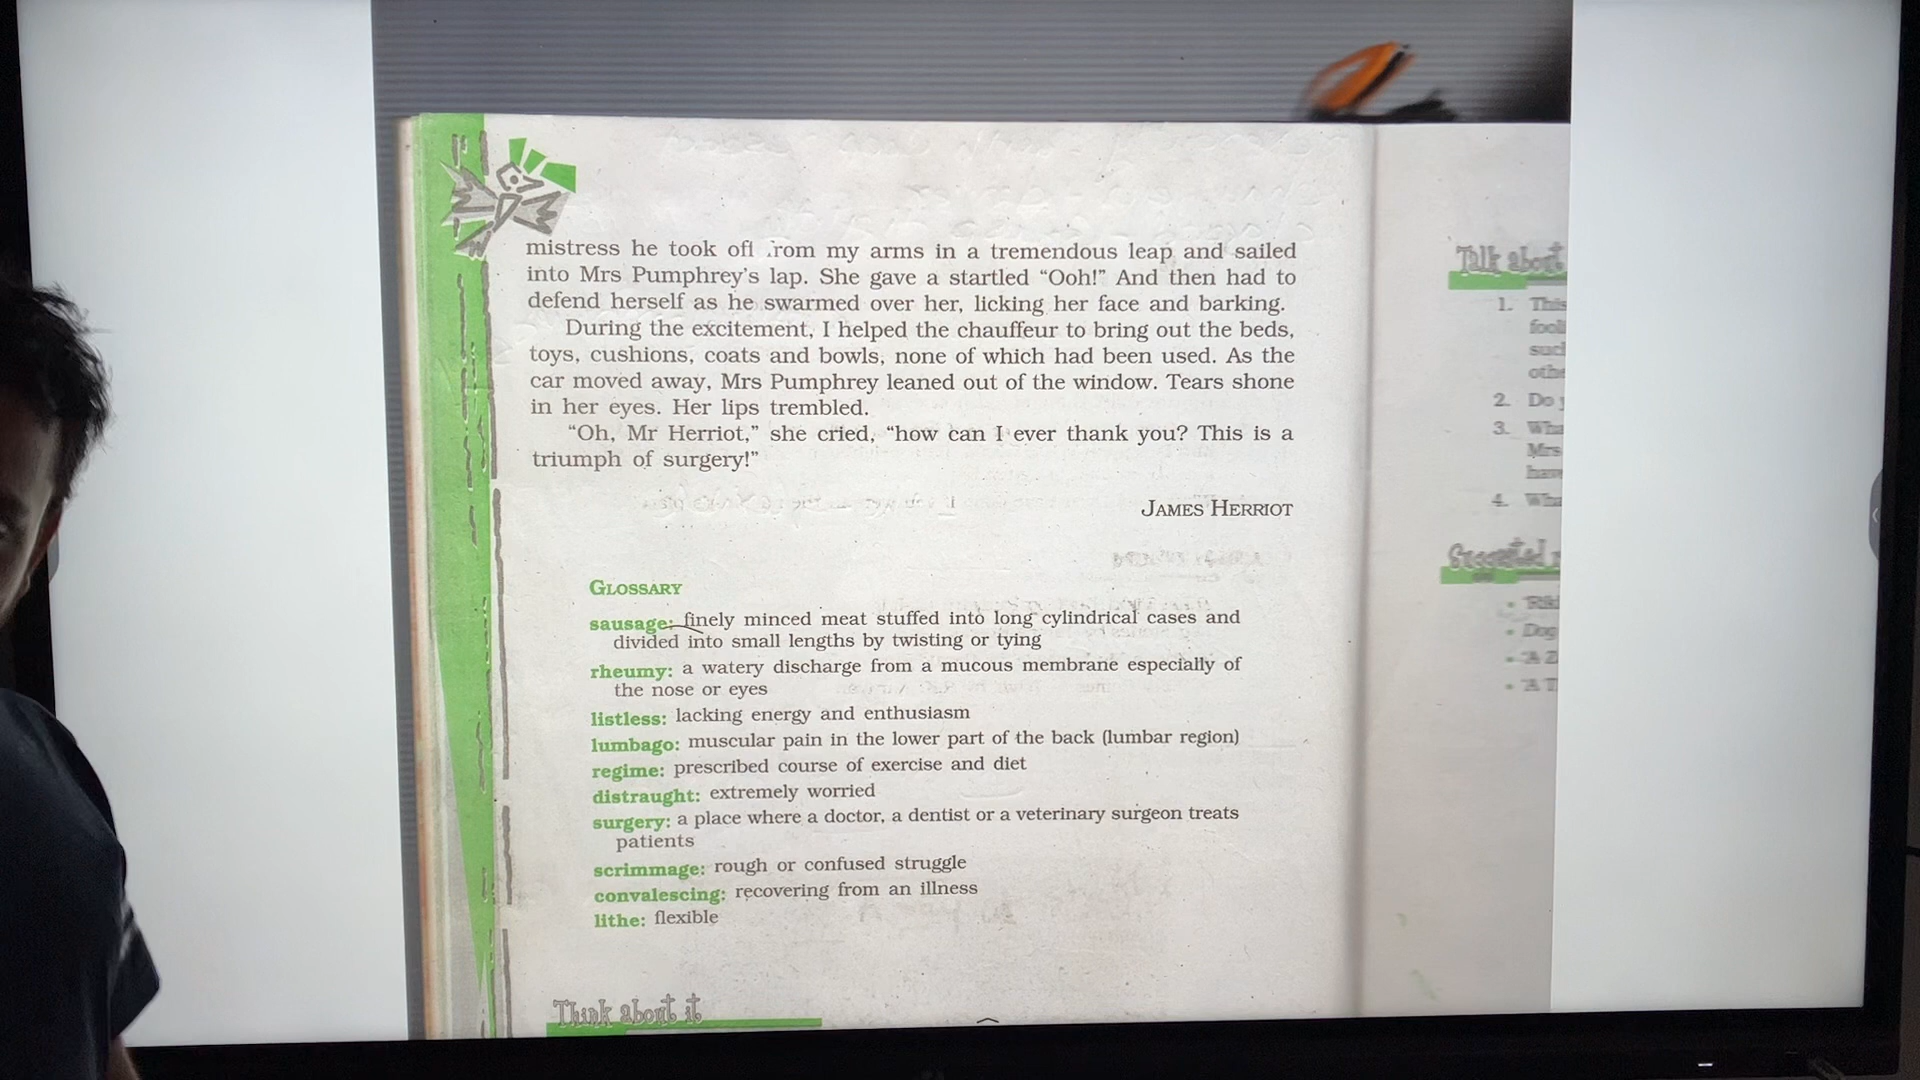 mistress he took off from my arms in a tremendous leap and sailed
into Mrs Pumphrey's lap. She gave a startled “Ooh!” And then had to
defend herself as he swarmed over her, licking her face and barking.
During the excitement, I helped the chauffeur to bring out the beds,
toys, cushions, coats and bowls, none of which had been used. As the
car moved away, Mrs Pumphrey leaned out of the window. Tears shone
in her eyes. Her lips trembled.
“Oh, Mr Herriot,” she cried, “how can I ever thank you? This is a
triumph of surgery!”
JAMES HERRIOT
GLOSSARY
sausage: finely minced meat stuffed into long cylindrical cases and
divided into small lengths by twisting or tying
rheumy: a watery discharge from a mucous membrane especially of
the nose or eyes
listless: lacking energy and enthusiasm
lumbago: muscular pain in the lower part of the back (lumbar region)
regime: prescribed course of exercise and diet
distraught: extremely worried
surgery: a place where a doctor, a dentist or a veterinary surgeon treats
patients
scrimmage: rough or confused struggle
convalescing: recovering from an illness
lithe: flexible
Think about it
Talk about
1. This
2. Do
3.
Mrs
4.
Dog